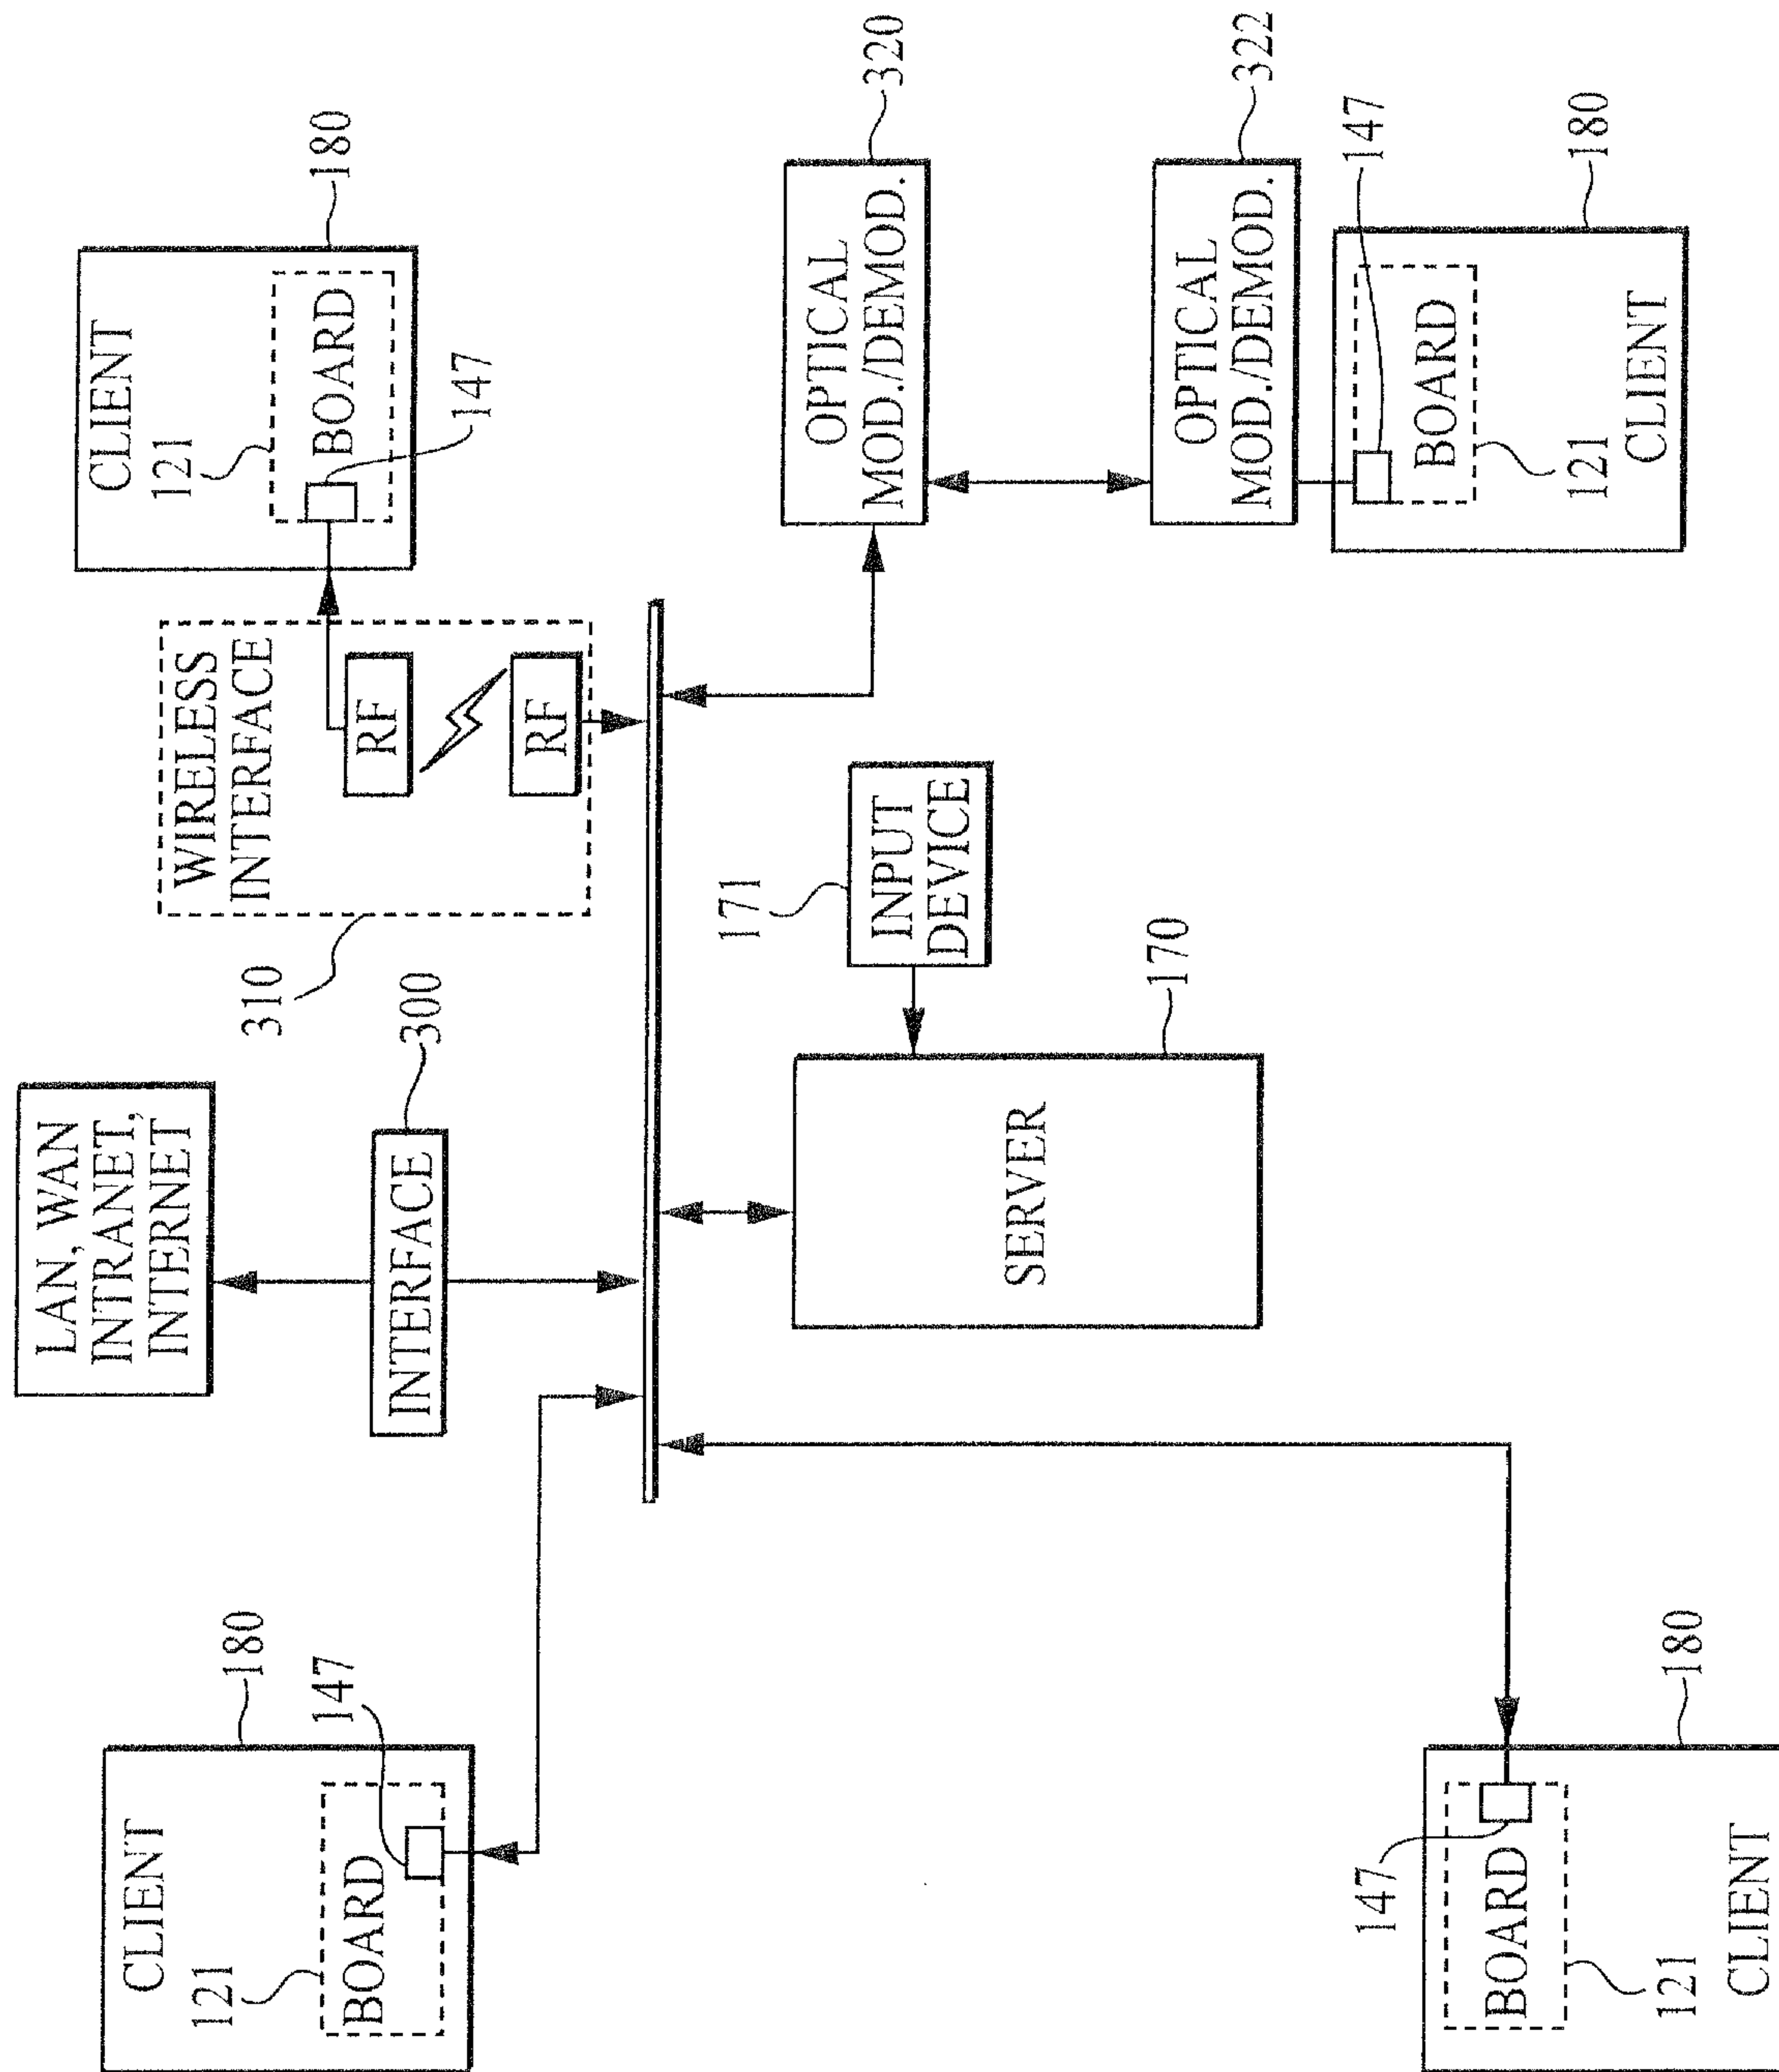 CLIENT
180
121
BOARD
147
LAN, WAN
INTRANET,
INTERNET
INTERFACE
300
310
WIRELESS
INTERFACE
RF
RF
CLIENT
180
121
BOARD
147
SERVER
170
171
INPUT
DEVICE
OPTICAL
MOD./DEMOD.
320
OPTICAL
MOD./DEMOD.
322
147
BOARD
121
CLIENT
180
147
BOARD
121
CLIENT
180